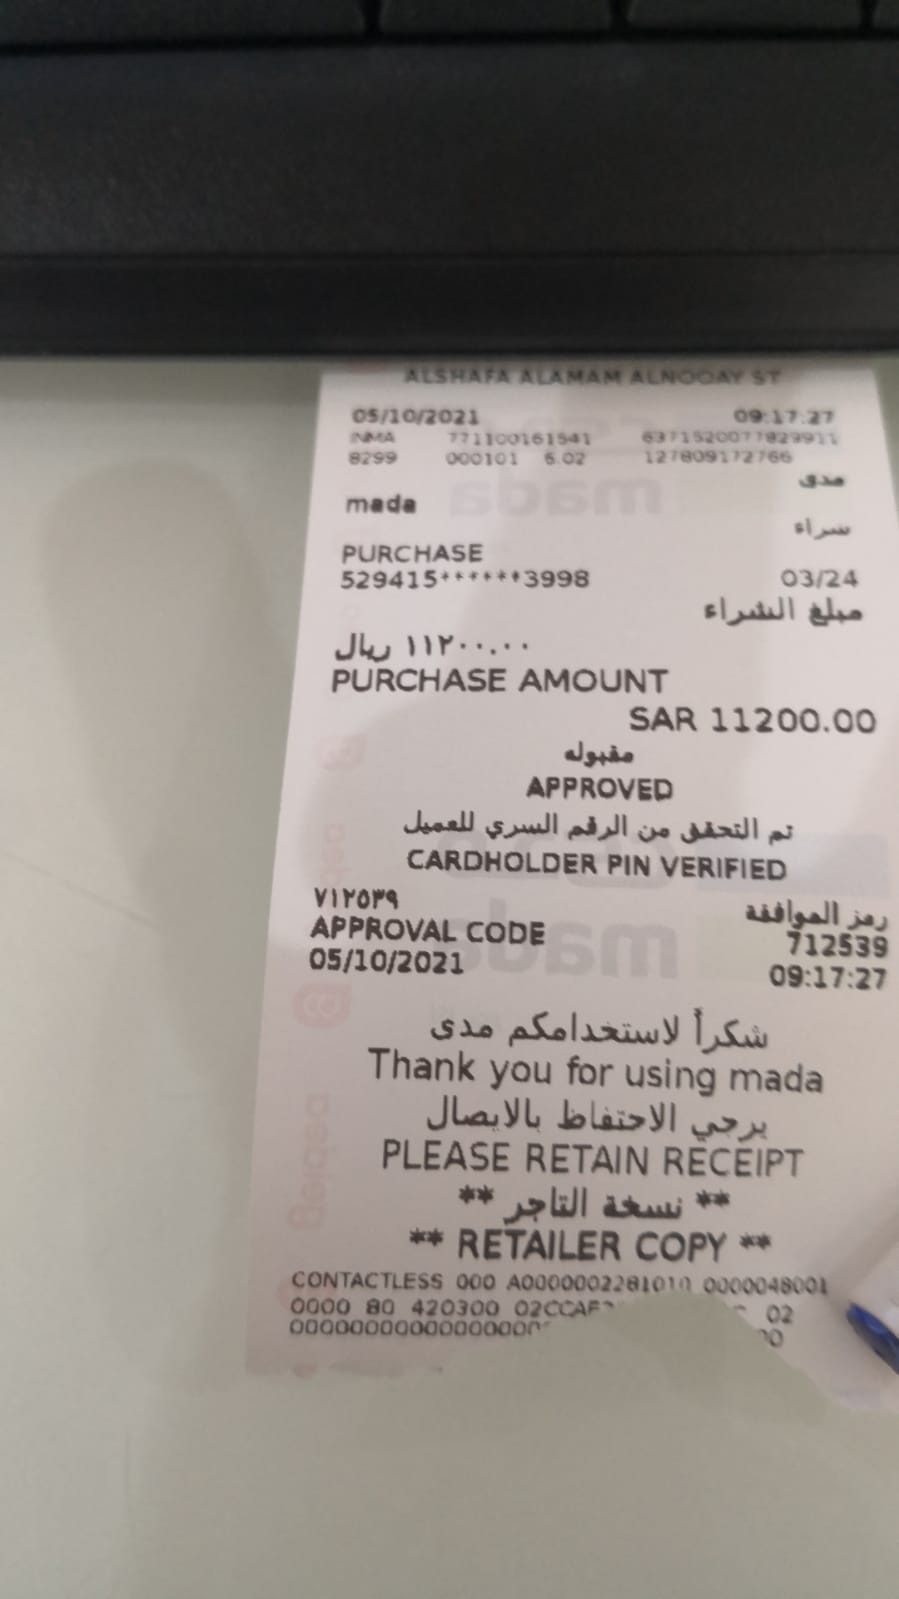 ALSHAFA ALAMAM ALNOOAY ST
05/10/2021 09:17:27
INMA 771100161541 6371520077829911
8299 000101 6.02 127809172766
مدى
mada
شراء
PURCHASE
529415******3998 03/24
مبلغ الشراء
١١٢٠٠.٠٠ ريال
PURCHASE AMOUNT
SAR 11200.00
مقبوله
APPROVED
تم التحقق من الرقم السري للعميل
CARDHOLDER PIN VERIFIED
٧١٢٥٣٩ رمز الموافقة
APPROVAL CODE 712539
05/10/2021 09:17:27
شكراً لاستخدامكم مدى
Thank you for using mada
يرجي الاحتفاظ بالايصال
PLEASE RETAIN RECEIPT
** نسخة التاجر **
** RETAILER COPY **
CONTACTLESS 000 A0000002281010 0000048001
0000 80 420300 02